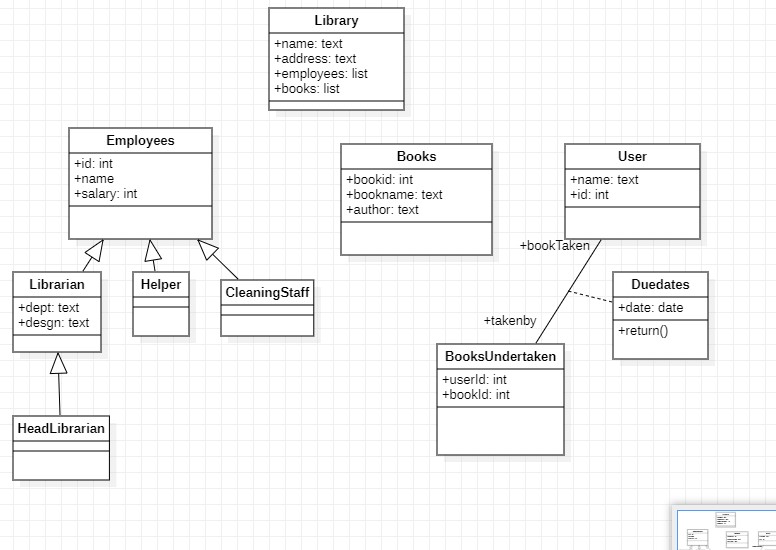 Library
+name: text
+address: text
+employees: list
+books: list
Employees
+id: int
+name
+salary: int
Books
+bookid: int
+bookname: text
+author: text
User
+name: text
+id: int
+bookTaken
Librarian
+dept: text
+desgn: text
Helper
CleaningStaff
Duedates
+date: date
+return()
+takenby
BooksUndertaken
+userId: int
+bookId: int
HeadLibrarian